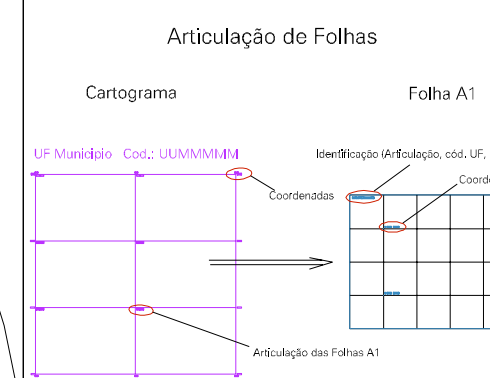 Articulação de Folhas
Cartograma
Folha A1
UF Municipio Cod.: UUMMMMM
Identificação (Articulação, cód. UF,
Coordenadas
Coord
Articulação das Folhas A1